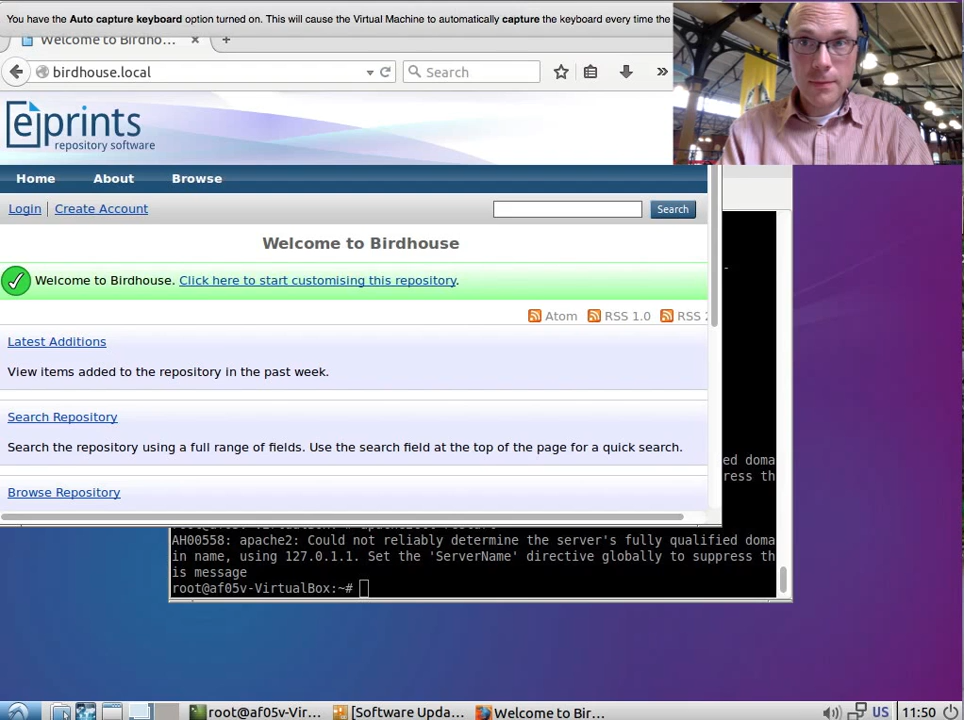 You have the Auto capture keyboard option turned on. This will cause the Virtual Machine to automatically capture the keyboard every time the
Welcome to Birdho...
birdhouse.local
Search
eprints
repository software
Home About Browse
Login Create Account Search
Welcome to Birdhouse
Welcome to Birdhouse. Click here to start customising this repository.
Atom RSS 1.0 RSS 2
Latest Additions
View items added to the repository in the past week.
Search Repository
Search the repository using a full range of fields. Use the search field at the top of the page for a quick search.
ed doma
ress th
Browse Repository
AH00558: apache2: Could not reliably determine the server's fully qualified doma
in name, using 127.0.1.1. Set the 'ServerName' directive globally to suppress th
is message
root@af05v-VirtualBox:~#
root@af05v-Vir... [Software Upda... Welcome to Bir... US 11:50